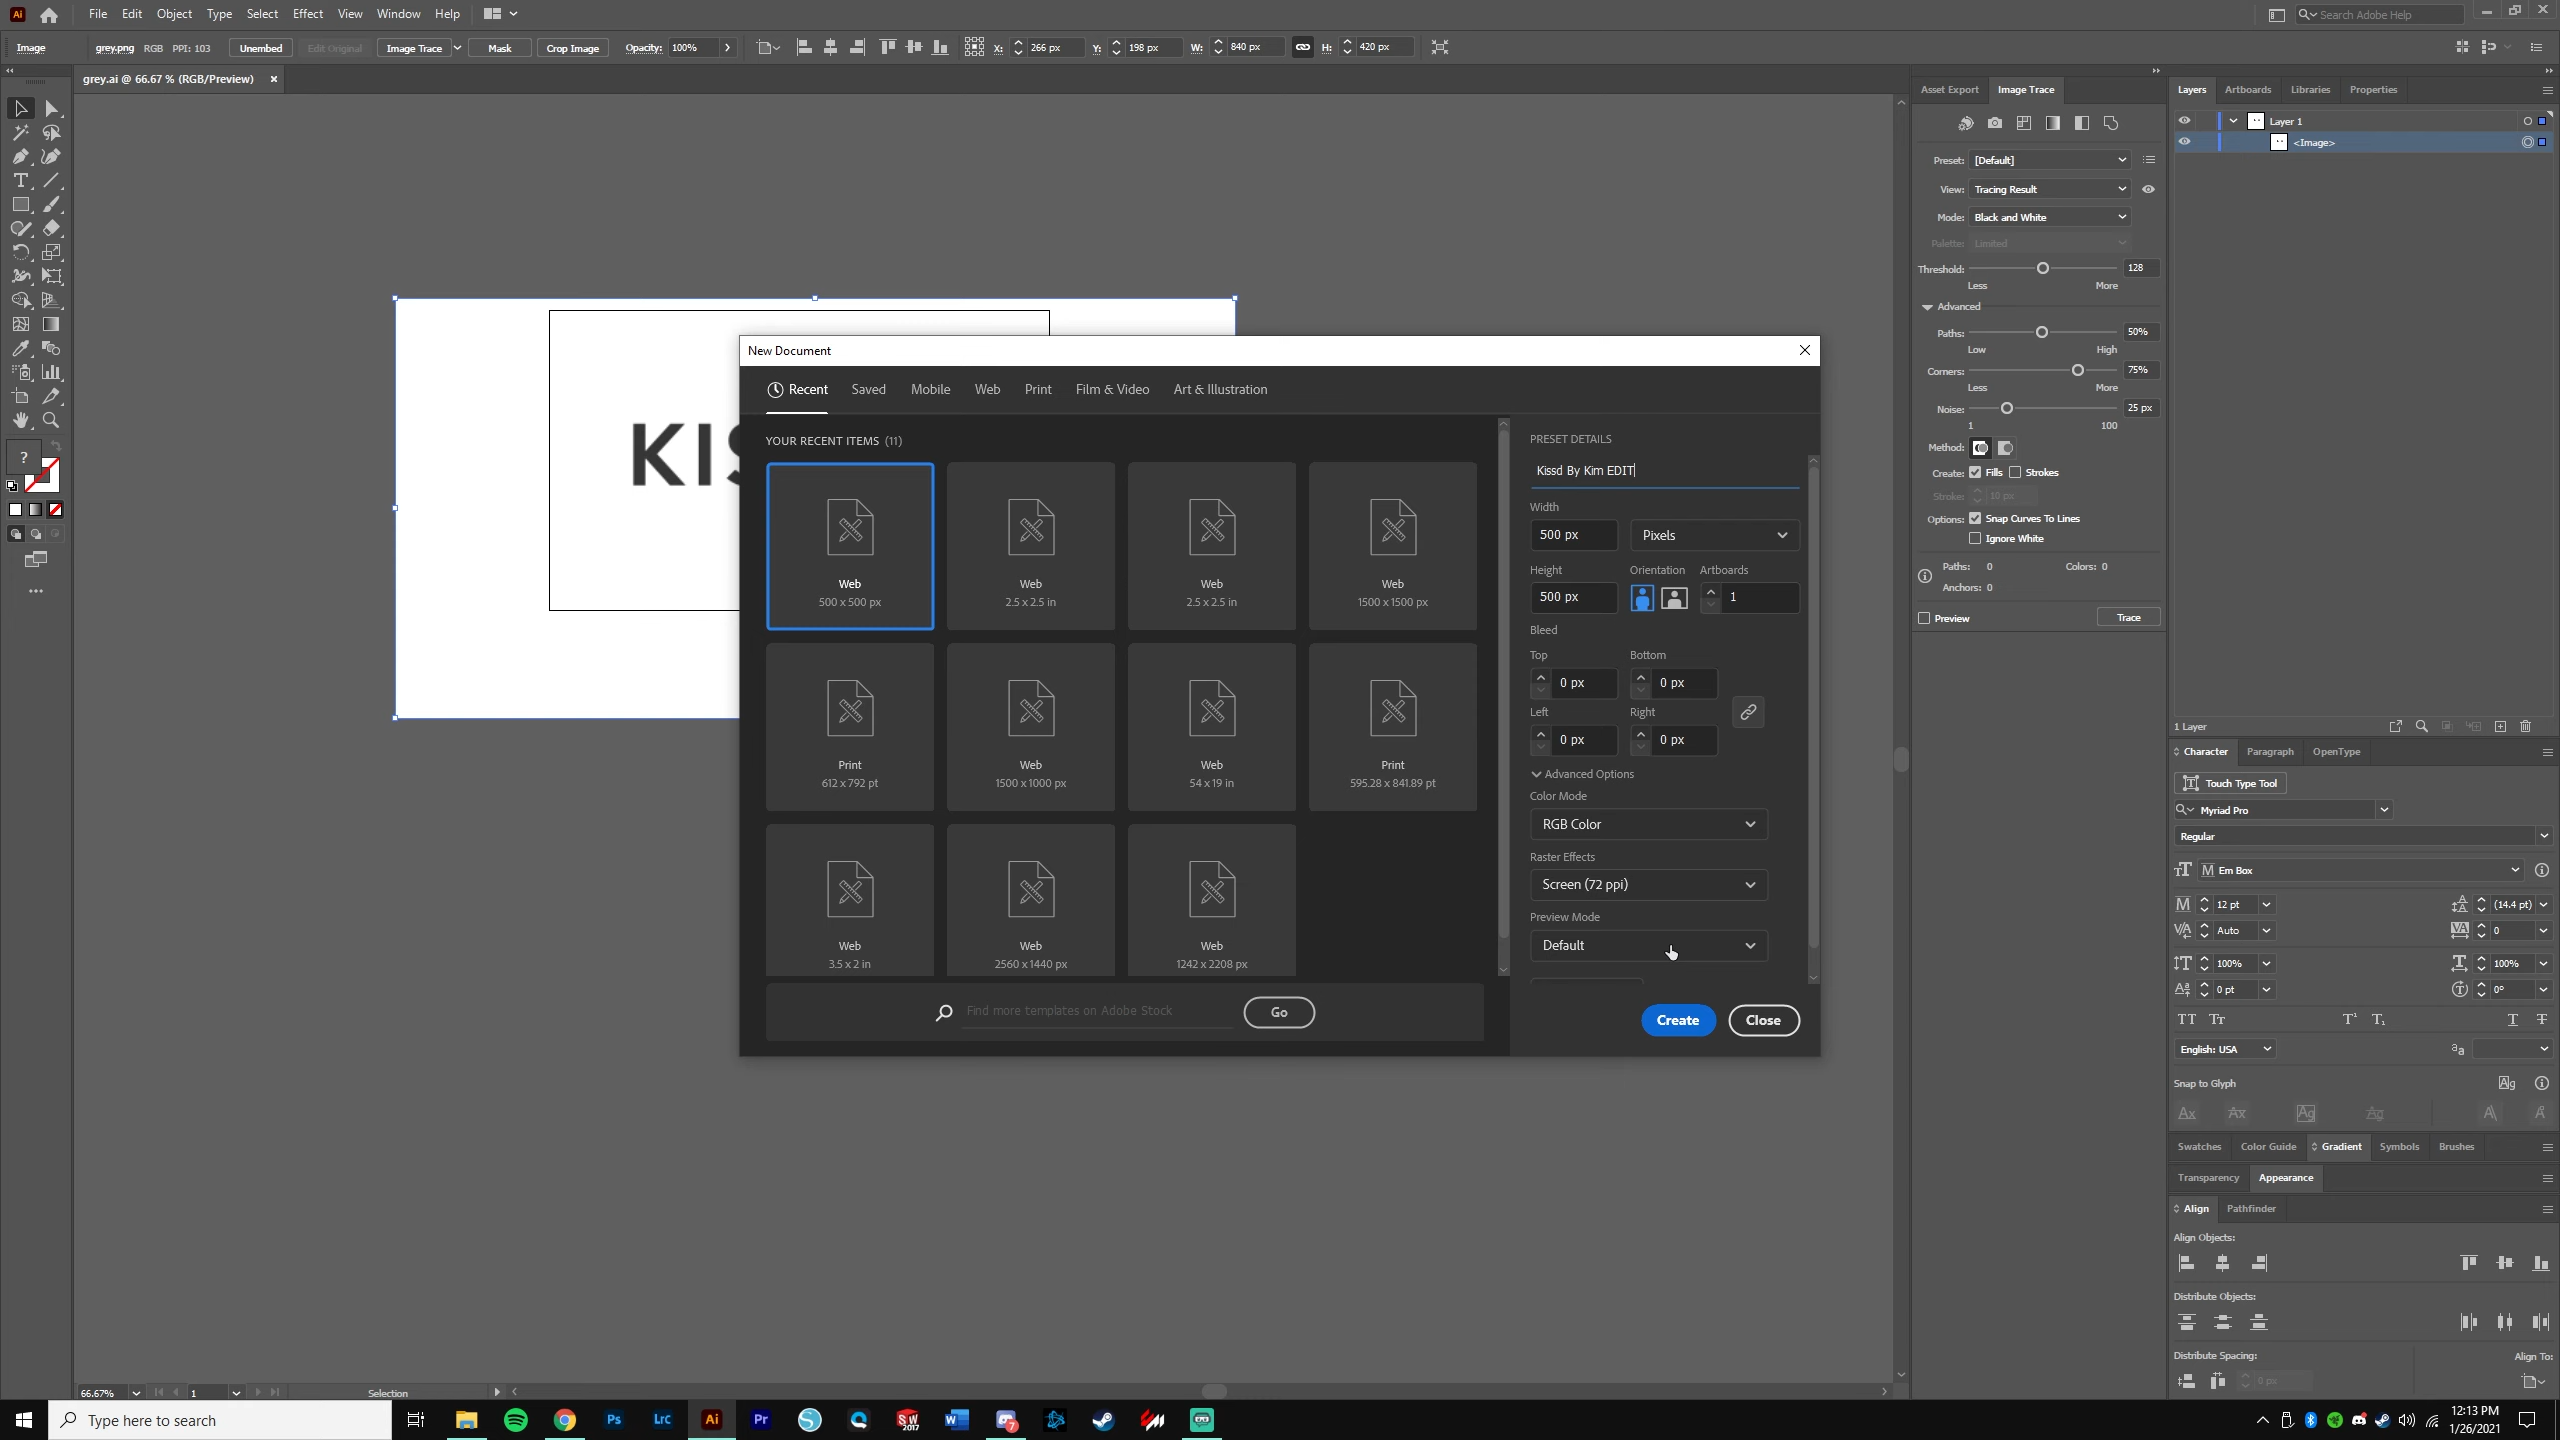 Ai File Edit Object Type Select Effect View Window Help Search Adobe Help
Image grey.png RGB PPI: 103 Unembed Edit Original Image Trace Mask Crop Image Opacity: 100% X: 266 px Y: 198 px W: 840 px H: 420 px
grey.ai @ 66.67 % (RGB/Preview)
KIS
?
New Document
Recent Saved Mobile Web Print Film & Video Art & Illustration
YOUR RECENT ITEMS (11)
Web
500 x 500 px
Web
2.5 x 2.5 in
Web
2.5 x 2.5 in
Web
1500 x 1500 px
Print
612 x 792 pt
Web
1500 x 1000 px
Web
54 x 19 in
Print
595.28 x 841.89 pt
Web
3.5 x 2 in
Web
2560 x 1440 px
Web
1242 x 2208 px
Find more templates on Adobe Stock Go
PRESET DETAILS
Kissd By Kim EDIT
Width
500 px Pixels
Height Orientation Artboards
500 px 1
Bleed
Top Bottom
0 px 0 px
Left Right
0 px 0 px
Advanced Options
Color Mode
RGB Color
Raster Effects
Screen (72 ppi)
Preview Mode
Default
Create Close
Asset Export Image Trace
Preset: [Default]
View: Tracing Result
Mode: Black and White
Palette: Limited
Threshold: 128
Less More
Advanced
Paths: 50%
Low High
Corners: 75%
Less More
Noise: 25 px
1 100
Method:
Create: Fills Strokes
Stroke: 10 px
Options: Snap Curves To Lines
Ignore White
Paths: 0 Colors: 0
Anchors: 0
Preview Trace
Layers Artboards Libraries Properties
Layer 1
<Image>
1 Layer
Character Paragraph OpenType
Touch Type Tool
Myriad Pro
Regular
Em Box
12 pt (14.4 pt)
Auto 0
100% 100%
0 pt 0°
English: USA
Snap to Glyph
Swatches Color Guide Gradient Symbols Brushes
Transparency Appearance
Align Pathfinder
Align Objects:
Distribute Objects:
Distribute Spacing: Align To:
0 px
66.67% 1 Selection
Type here to search Ps LrC Ai Pr SW 2017 7
12:13 PM
1/26/2021